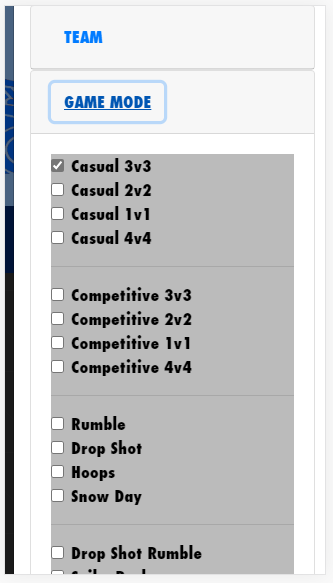 TEAM
GAME MODE
Casual 3v3
Casual 2v2
Casual 1v1
Casual 4v4
Competitive 3v3
Competitive 2v2
Competitive 1v1
Competitive 4v4
Rumble
Drop Shot
Hoops
Snow Day
Drop Shot Rumble